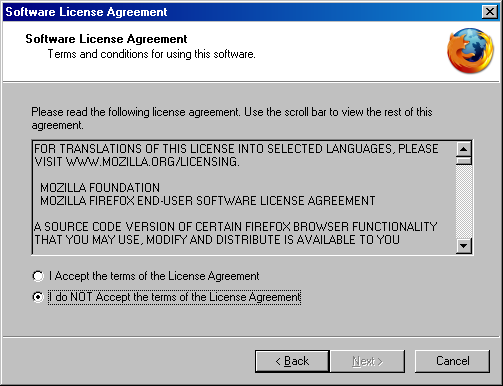 Software License Agreement
Software License Agreement
Terms and conditions for using this software.
Please read the following license agreement. Use the scroll bar to view the rest of this
agreement.
FOR TRANSLATIONS OF THIS LICENSE INTO SELECTED LANGUAGES, PLEASE
VISIT WWW.MOZILLA.ORG/LICENSING.
MOZILLA FOUNDATION
MOZILLA FIREFOX END-USER SOFTWARE LICENSE AGREEMENT
A SOURCE CODE VERSION OF CERTAIN FIREFOX BROWSER FUNCTIONALITY
THAT YOU MAY USE, MODIFY AND DISTRIBUTE IS AVAILABLE TO YOU
I Accept the terms of the License Agreement
I do NOT Accept the terms of the License Agreement
< Back Next > Cancel